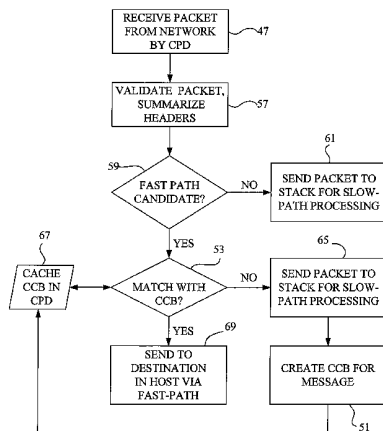 RECEIVE PACKET
FROM NETWORK
BY CPD
47
VALIDATE PACKET,
SUMMARIZE
HEADERS
57
59
FAST PATH
CANDIDATE?
NO
61
SEND PACKET TO
STACK FOR SLOW-
PATH PROCESSING
YES
67
CACHE
CCB IN
CPD
53
MATCH WITH
CCB?
NO
65
SEND PACKET TO
STACK FOR SLOW-
PATH PROCESSING
YES
69
SEND TO
DESTINATION
IN HOST VIA
FAST-PATH
CREATE CCB FOR
MESSAGE
51